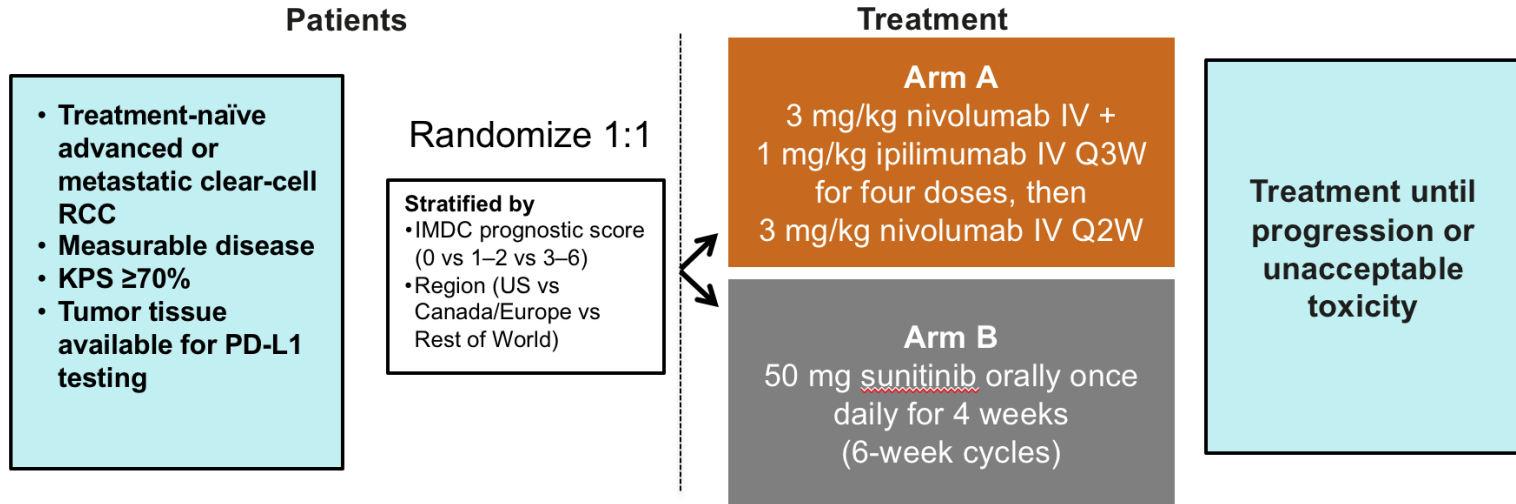 Patients
Treatment
• Treatment-naïve
advanced or
metastatic clear-cell
RCC
• Measurable disease
• KPS ≥70%
• Tumor tissue
available for PD-L1
testing
Randomize 1:1
Stratified by
•IMDC prognostic score
(0 vs 1–2 vs 3–6)
•Region (US vs
Canada/Europe vs
Rest of World)
Arm A
3 mg/kg nivolumab IV +
1 mg/kg ipilimumab IV Q3W
for four doses, then
3 mg/kg nivolumab IV Q2W
Arm B
50 mg sunitinib orally once
daily for 4 weeks
(6-week cycles)
Treatment until
progression or
unacceptable
toxicity